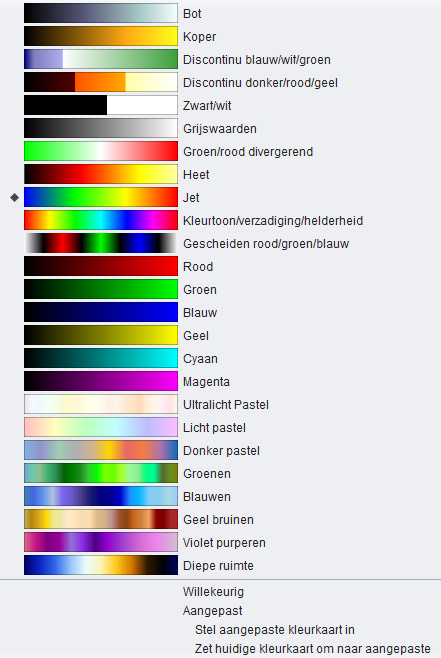 Bot
Koper
Discontinu blauw/wit/groen
Discontinu donker/rood/geel
Zwart/wit
Grijswaarden
Groen/rood divergerend
Heet
Jet
Kleurtoon/verzadiging/helderheid
Gescheiden rood/groen/blauw
Rood
Groen
Blauw
Geel
Cyaan
Magenta
Ultralicht Pastel
Licht pastel
Donker pastel
Groenen
Blauwen
Geel bruinen
Violet purperen
Diepe ruimte
Willekeurig
Aangepast
Stel aangepaste kleurkaart in
Zet huidige kleurkaart om naar aangepaste